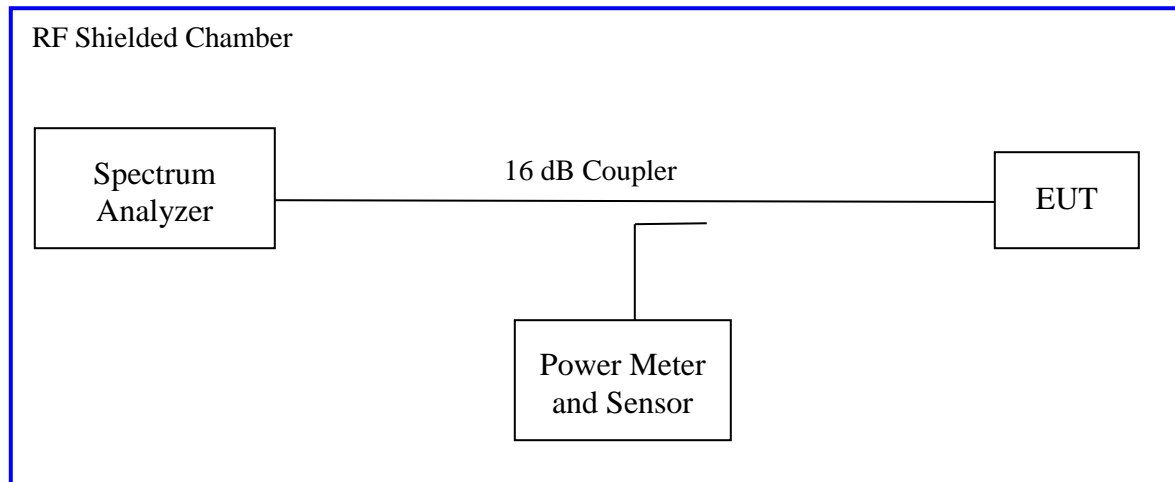 RF Shielded Chamber
Spectrum
Analyzer
16 dB Coupler
EUT
Power Meter
and Sensor